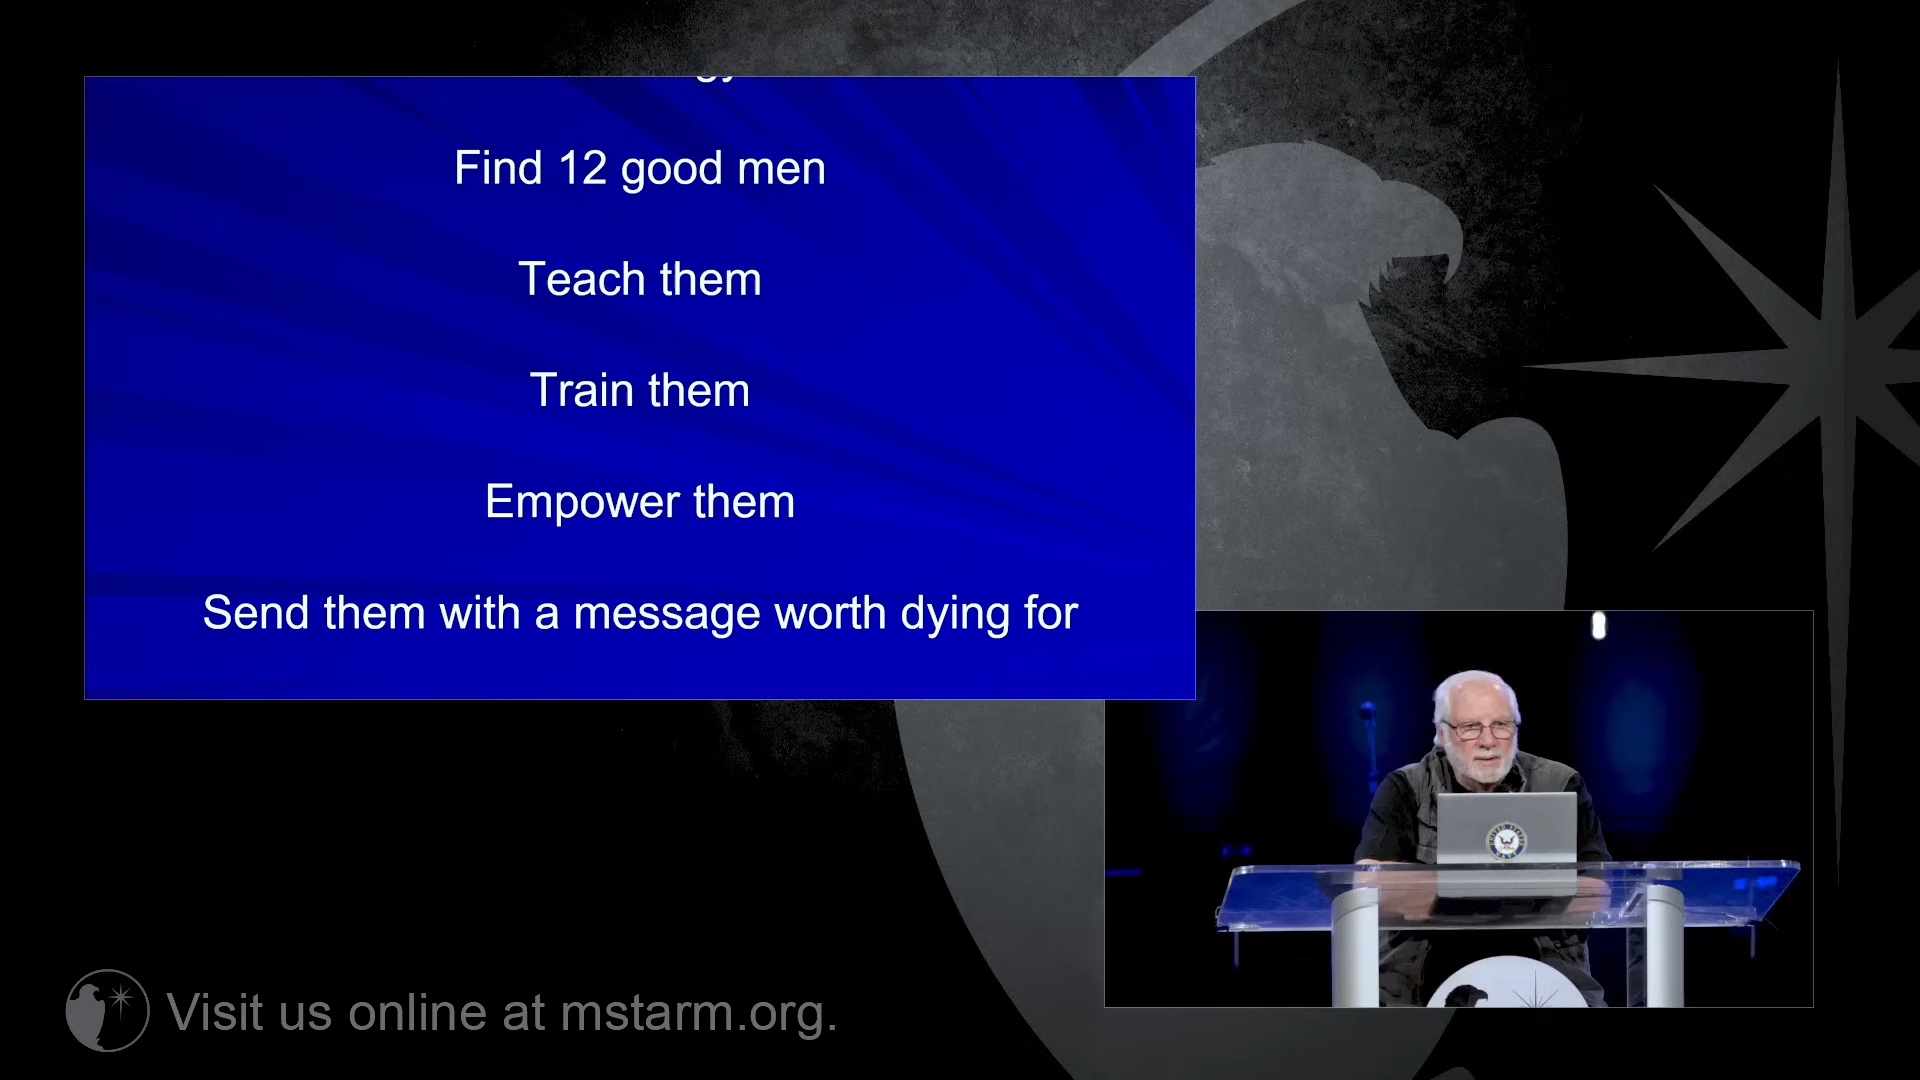 Find 12 good men
Teach them
Train them
Empower them
Send them with a message worth dying for
Visit us online at mstarm.org.